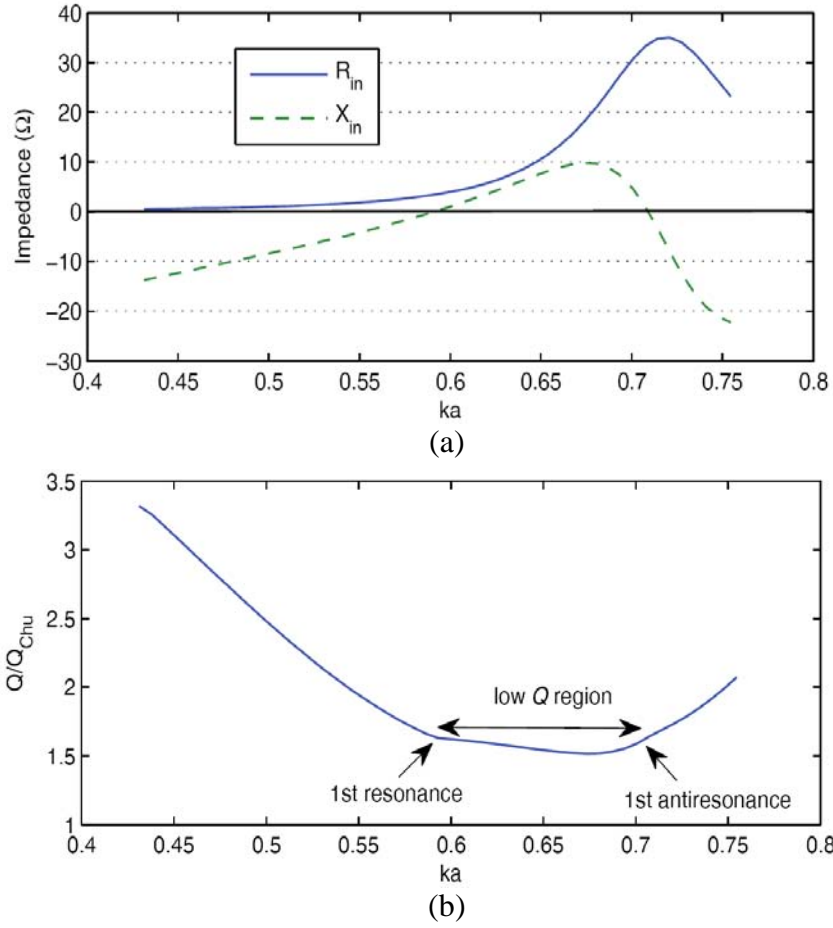 40
30
20
10
0
−10
−20
−30
Impedance (Ω)
R_in
X_in
0.4 0.45 0.5 0.55 0.6 0.65 0.7 0.75 0.8
ka
(a)
3.5
3
2.5
2
1.5
1
Q/Q_Chu
low Q region
1st resonance
1st antiresonance
0.4 0.45 0.5 0.55 0.6 0.65 0.7 0.75 0.8
ka
(b)